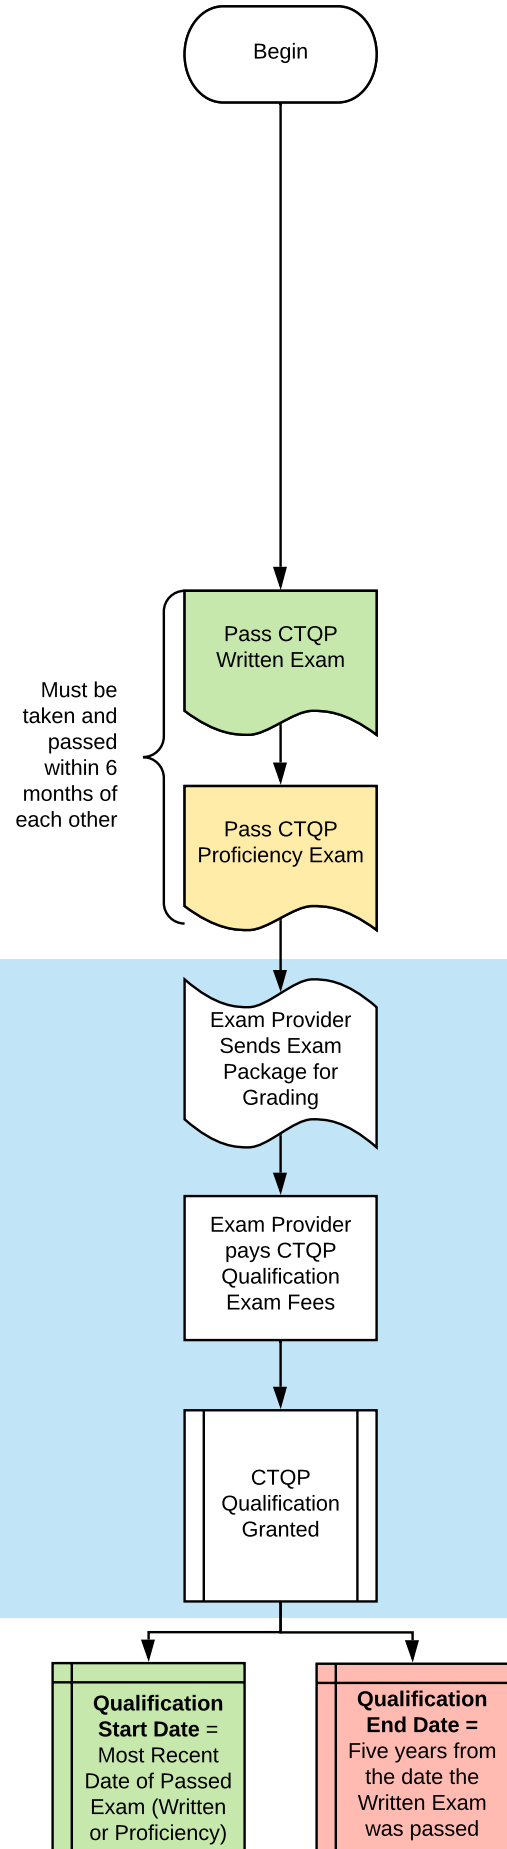 Begin
Pass CTQP
Written Exam
Must be
taken and
passed
within 6
months of
each other
Pass CTQP
Proficiency Exam
Exam Provider
Sends Exam
Package for
Grading
Exam Provider
pays CTQP
Qualification
Exam Fees
CTQP
Qualification
Granted
Qualification
Start Date =
Most Recent
Date of Passed
Exam (Written
or Proficiency)
Qualification
End Date =
Five years from
the date the
Written Exam
was passed